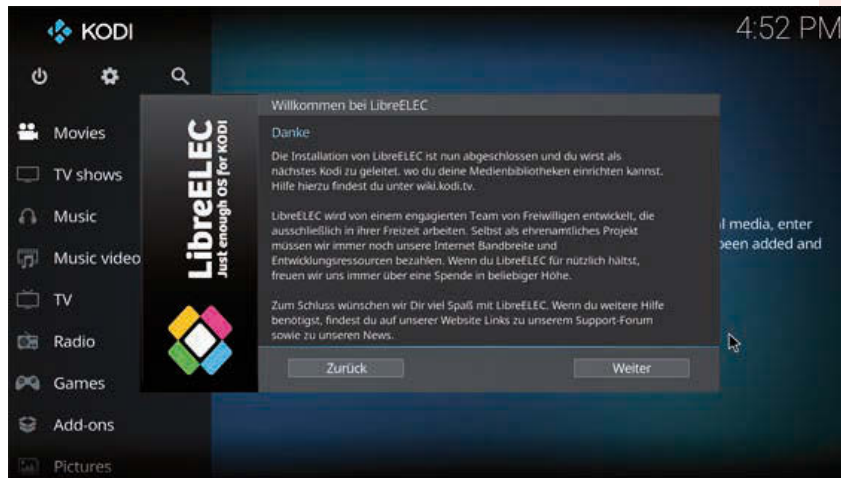 KODI
4:52 PM
Movies
TV shows
Music
Music video
TV
Radio
Games
Add-ons
Pictures
LibreELEC
Just enough OS for KODI
Willkommen bei LibreELEC
Danke
Die Installation von LibreELEC ist nun abgeschlossen und du wirst als
nächstes Kodi zu geleitet. wo du deine Medienbibliotheken einrichten kannst.
Hilfe hierzu findest du unter wiki.kodi.tv.
LibreELEC wird von einem engagierten Team von Freiwilligen entwickelt, die
ausschließlich in ihrer Freizeit arbeiten. Selbst als ehrenamtliches Projekt
müssen wir immer noch unsere Internet Bandbreite und
Entwicklungsressourcen bezahlen. Wenn du LibreELEC für nützlich hältst,
freuen wir uns immer über eine Spende in beliebiger Höhe.
Zum Schluss wünschen wir Dir viel Spaß mit LibreELEC. Wenn du weitere Hilfe
benötigst, findest du auf unserer Website Links zu unserem Support-Forum
sowie zu unseren News.
Zurück
Weiter
media, enter
been added and